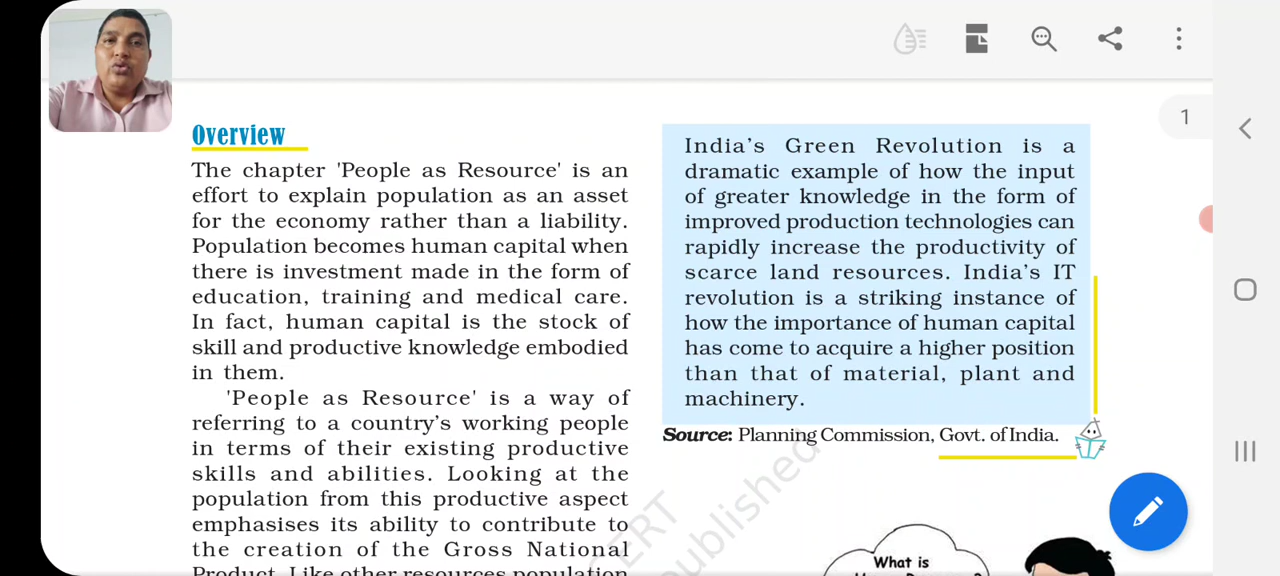 Overview
The chapter 'People as Resource' is an
effort to explain population as an asset
for the economy rather than a liability.
Population becomes human capital when
there is investment made in the form of
education, training and medical care.
In fact, human capital is the stock of
skill and productive knowledge embodied
in them.
'People as Resource' is a way of
referring to a country's working people
in terms of their existing productive
skills and abilities. Looking at the
population from this productive aspect
emphasises its ability to contribute to
the creation of the Gross National
Product. Like other resources population
1
India's Green Revolution is a
dramatic example of how the input
of greater knowledge in the form of
improved production technologies can
rapidly increase the productivity of
scarce land resources. India's IT
revolution is a striking instance of
how the importance of human capital
has come to acquire a higher position
than that of material, plant and
machinery.
Source: Planning Commission, Govt. of India.
ERT
published
What is